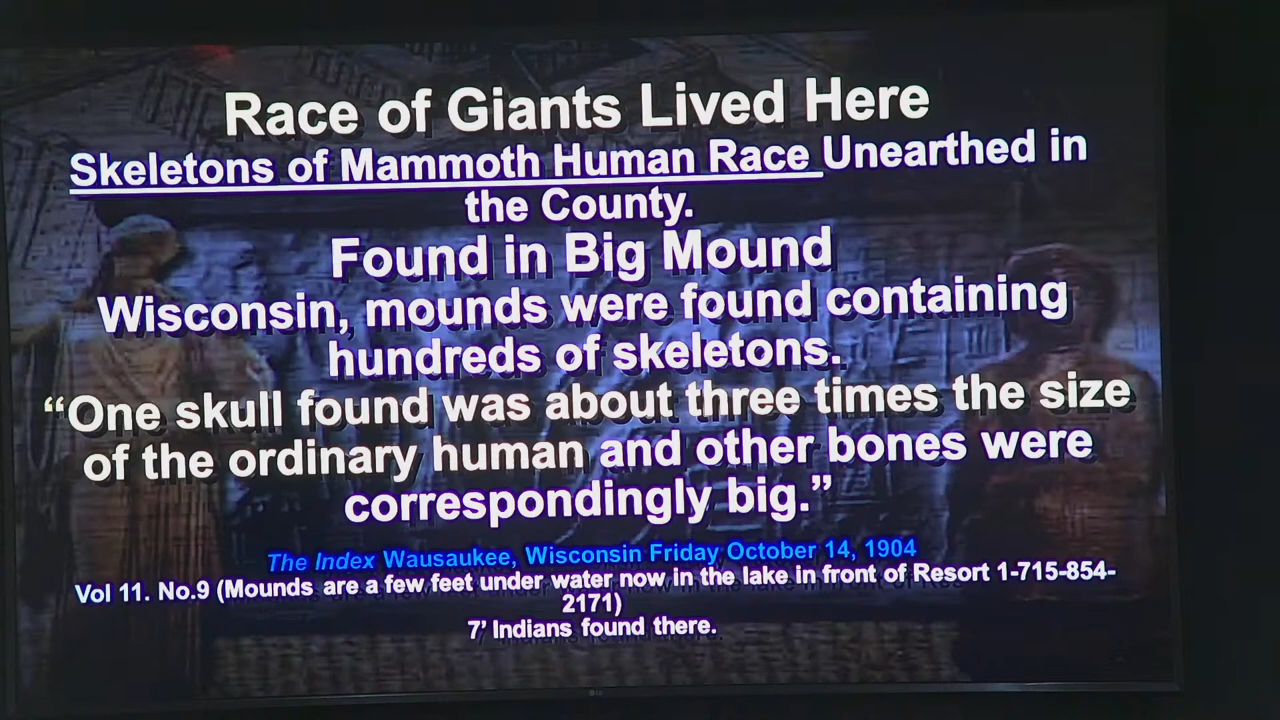 Race of Giants Lived Here
Skeletons of Mammoth Human Race Unearthed in
the County.
Found in Big Mound
Wisconsin, mounds were found containing
hundreds of skeletons.
“One skull found was about three times the size
of the ordinary human and other bones were
correspondingly big.”
The Index Wausaukee, Wisconsin Friday October 14, 1904
Vol 11. No.9 (Mounds are a few feet under water now in the lake in front of Resort 1-715-854-
2171)
7’ Indians found there.
LG